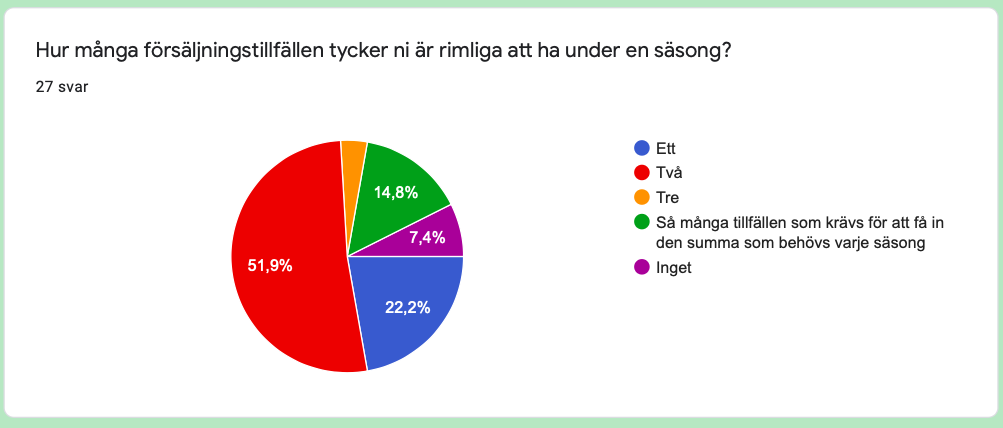 Hur många försäljningstillfällen tycker ni är rimliga att ha under en säsong?
27 svar
14,8%
7,4%
51,9%
22,2%
Ett
Två
Tre
Så många tillfällen som krävs för att få in
den summa som behövs varje säsong
Inget